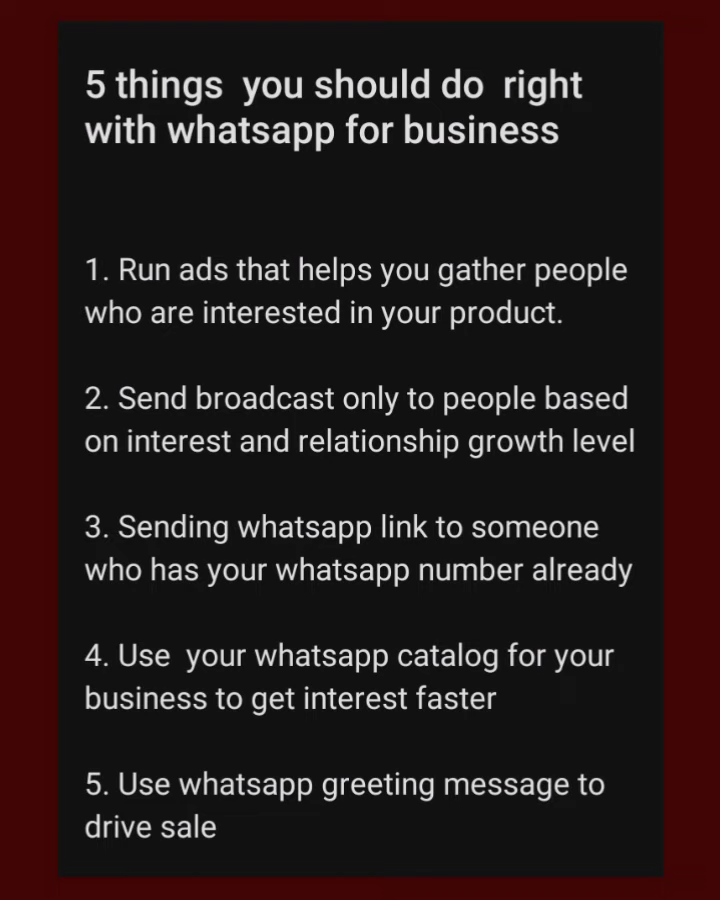 5 things  you should do  right
with whatsapp for business
1. Run ads that helps you gather people
who are interested in your product.
2. Send broadcast only to people based
on interest and relationship growth level
3. Sending whatsapp link to someone
who has your whatsapp number already
4. Use  your whatsapp catalog for your
business to get interest faster
5. Use whatsapp greeting message to
drive sale